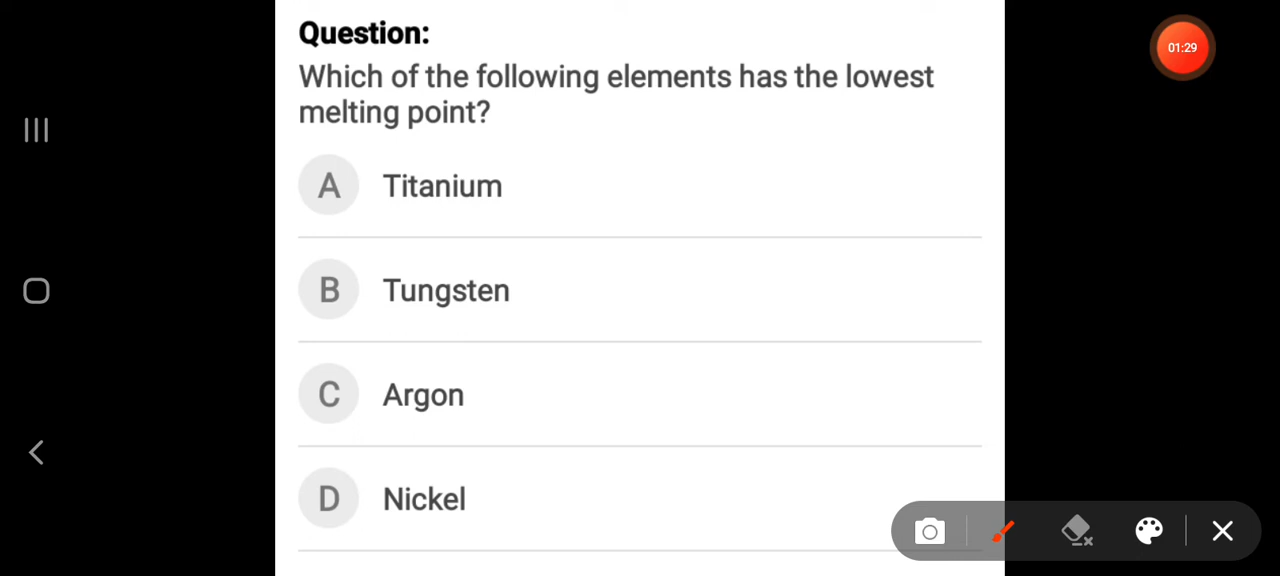 Question:
01:29
Which of the following elements has the lowest
melting point?
A Titanium
B Tungsten
C Argon
D Nickel